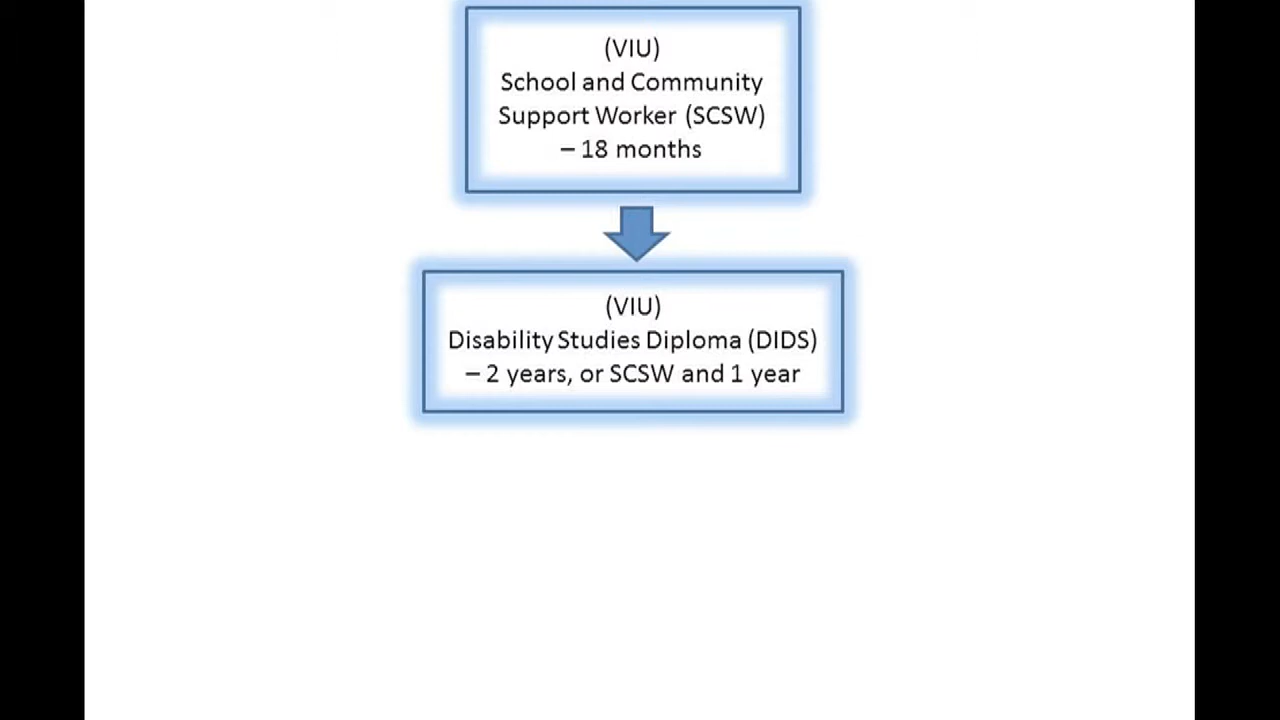 (VIU)
School and Community
Support Worker (SCSW)
– 18 months
(VIU)
Disability Studies Diploma (DIDS)
– 2 years, or SCSW and 1 year